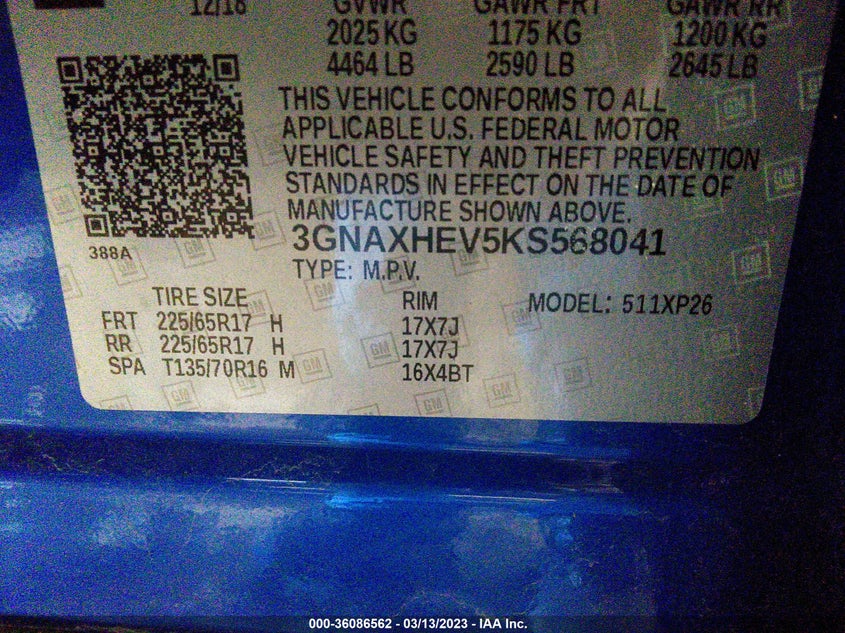 12/18 GVWR GAWR FRT GAWR RR
2025 KG 1175 KG 1200 KG
4464 LB 2590 LB 2645 LB
THIS VEHICLE CONFORMS TO ALL
APPLICABLE U.S. FEDERAL MOTOR
VEHICLE SAFETY AND THEFT PREVENTION
STANDARDS IN EFFECT ON THE DATE OF
MANUFACTURE SHOWN ABOVE.
388A
3GNAXHEV5KS568041
TYPE: M.P.V.
TIRE SIZE RIM MODEL: 511XP26
FRT 225/65R17 H 17X7J
RR 225/65R17 H 17X7J
SPA T135/70R16 M 16X4BT
GM
000-36086562 - 03/13/2023 - IAA Inc.